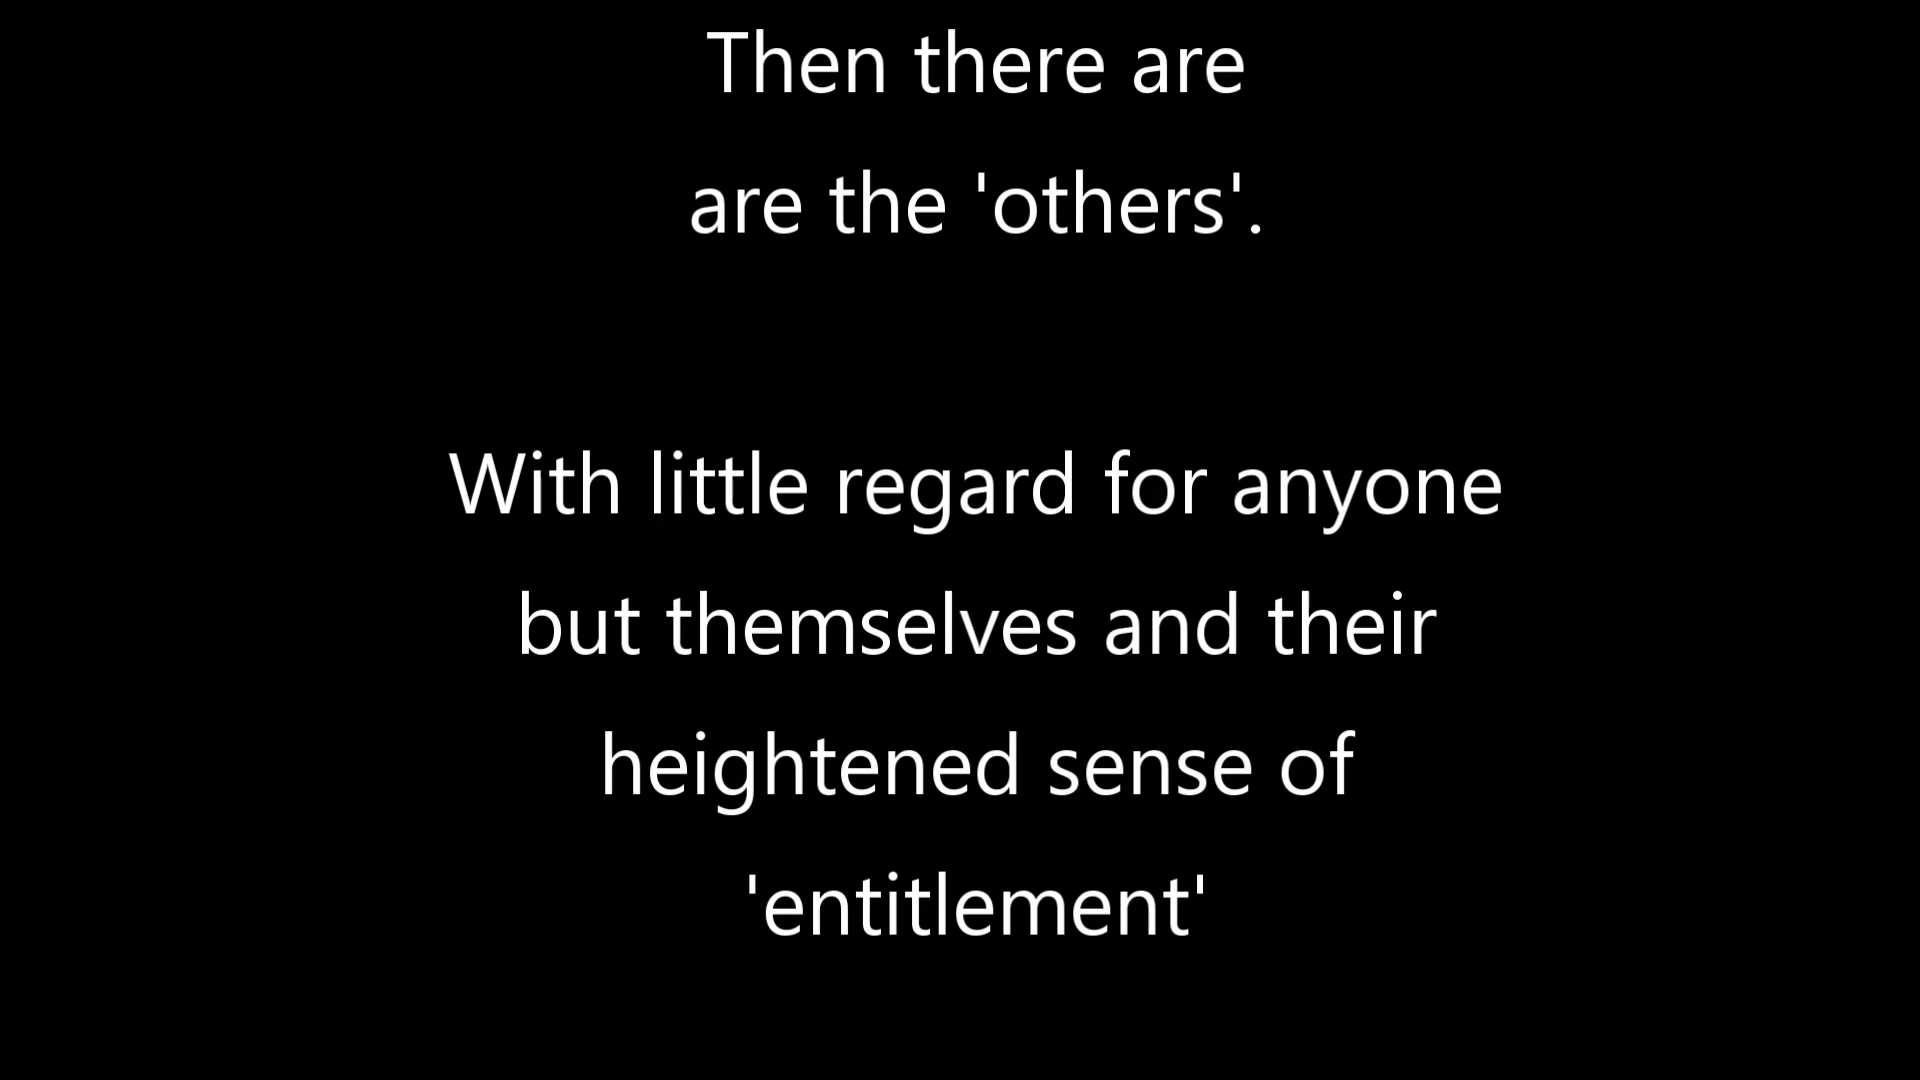 Then there are
are the 'others'.
With little regard for anyone
but themselves and their
heightened sense of
'entitlement'